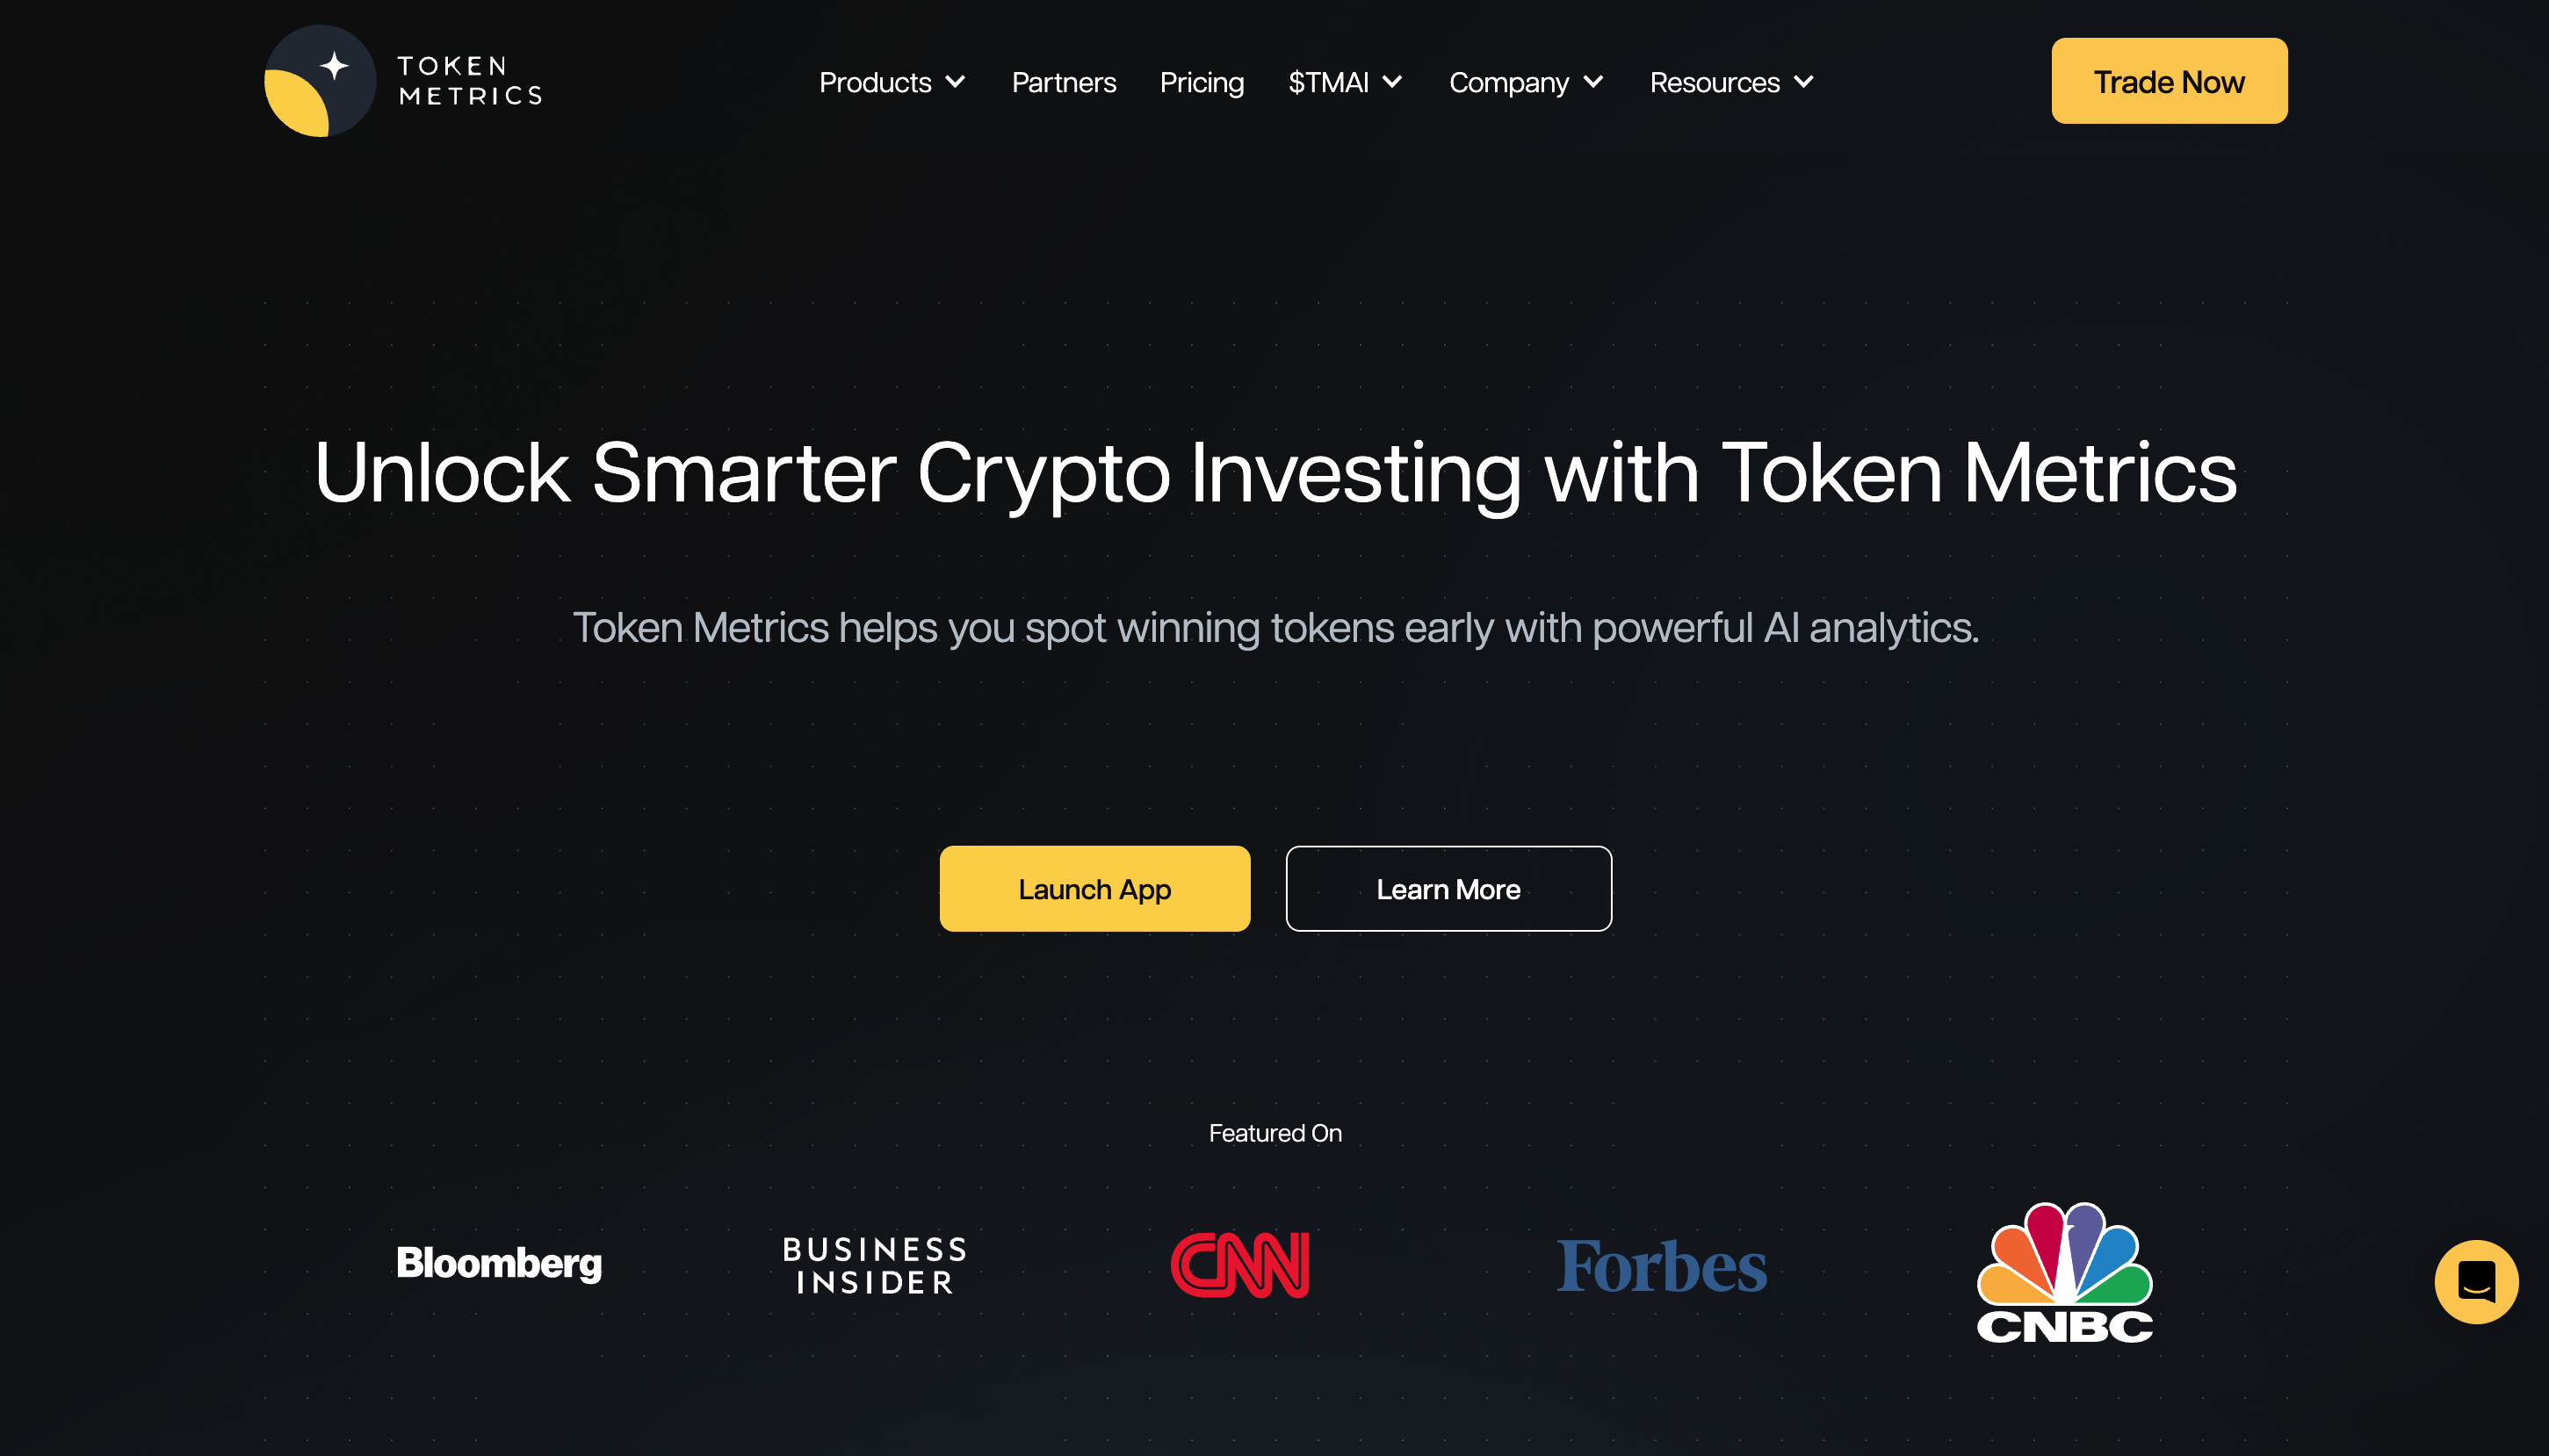 TOKEN
METRICS
Products
Partners
Pricing
$TMAI
Company
Resources
Trade Now
Unlock Smarter Crypto Investing with Token Metrics
Token Metrics helps you spot winning tokens early with powerful AI analytics.
Launch App
Learn More
Featured On
Bloomberg
BUSINESS
INSIDER
CNN
Forbes
CNBC